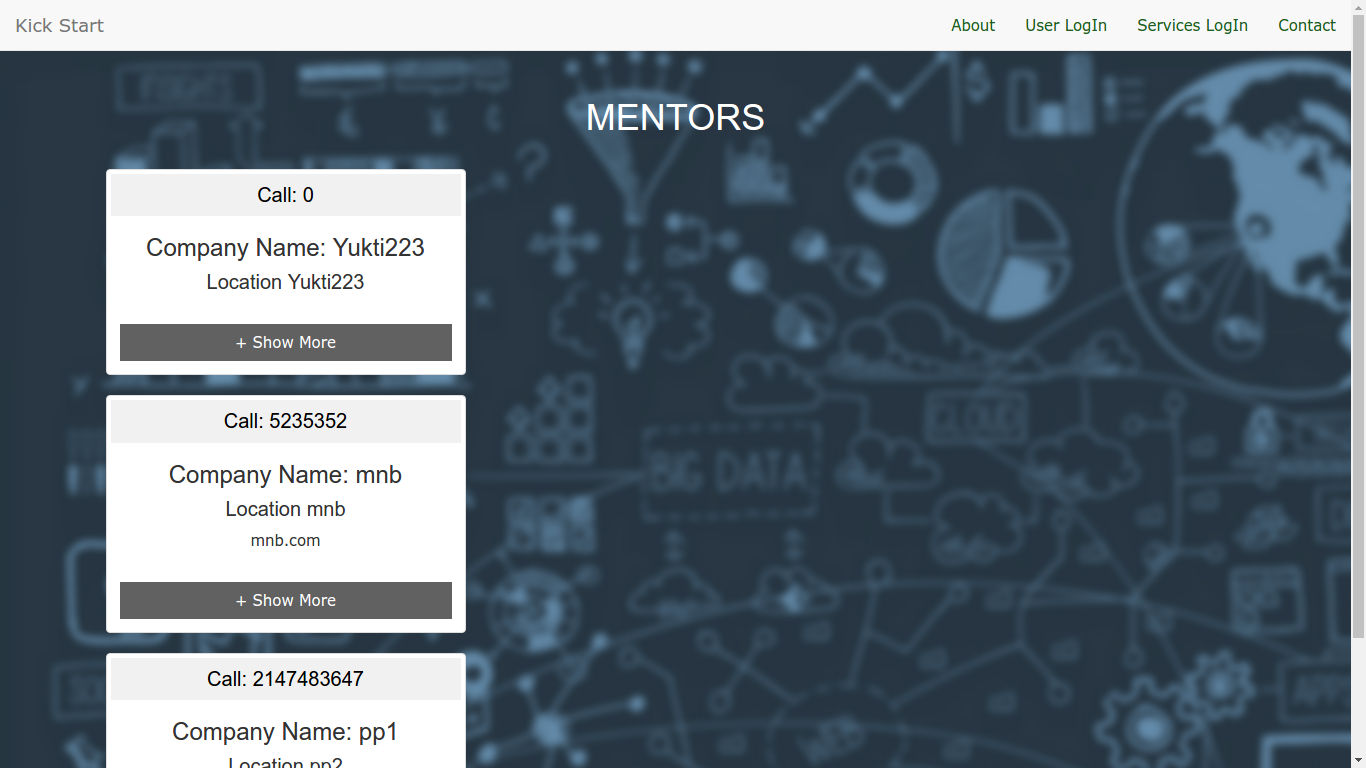 Kick Start
About
User LogIn
Services LogIn
Contact
MENTORS
Call: 0
Company Name: Yukti223
Location Yukti223
+ Show More
Call: 5235352
Company Name: mnb
Location mnb
mnb.com
+ Show More
Call: 2147483647
Company Name: pp1
Location pp2
BIG DATA
CLOUD